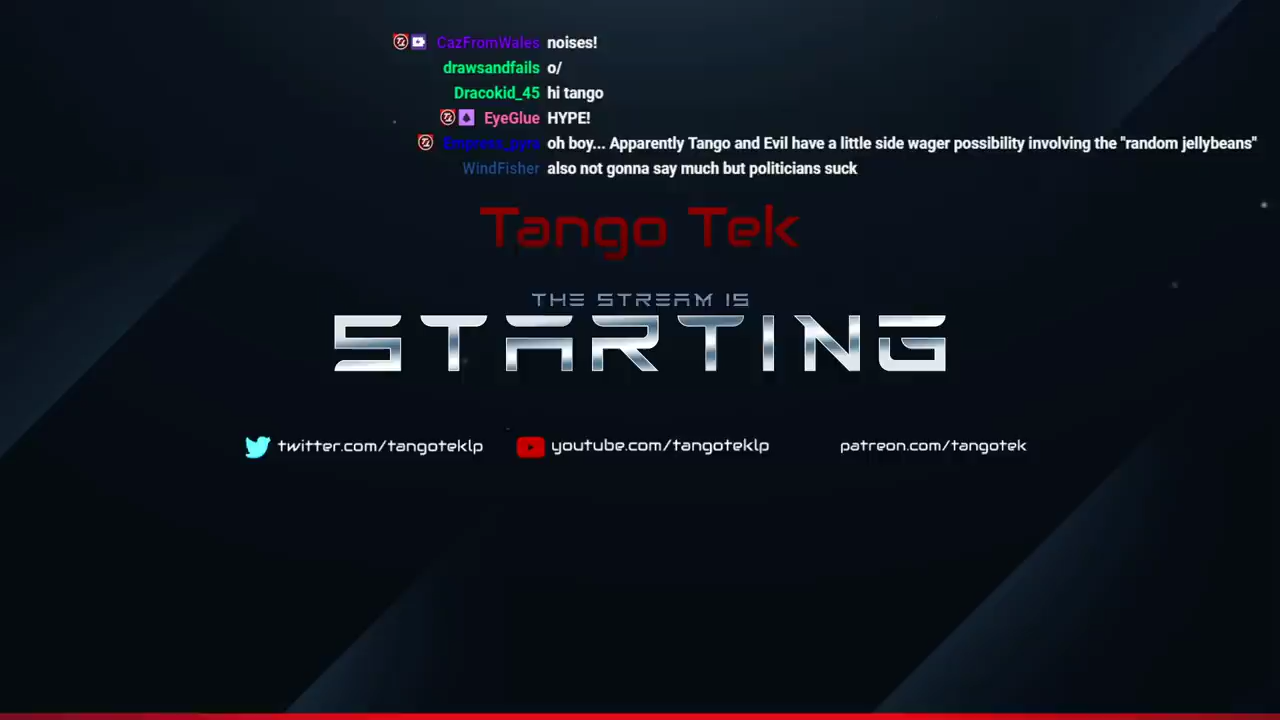 CazFromWales noises!
drawsandfails o/
Dracokid_45 hi tango
EyeGlue HYPE!
Empress_pyra oh boy... Apparently Tango and Evil have a little side wager possibility involving the "random jellybeans"
WindFisher also not gonna say much but politicians suck
Tango Tek
THE STREAM IS
STARTING
twitter.com/tangoteklp youtube.com/tangoteklp patreon.com/tangotek